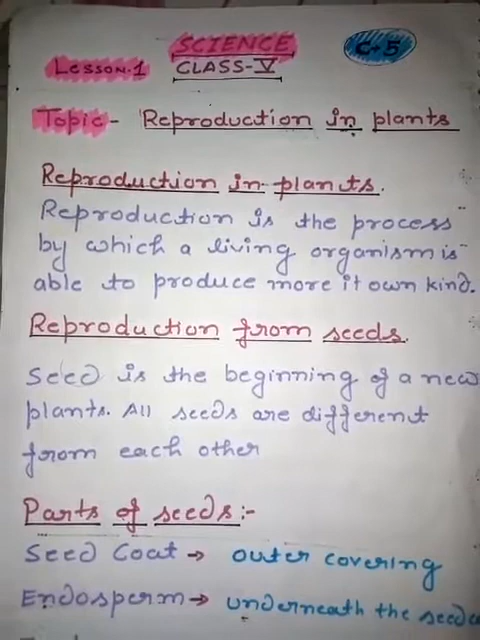 SCIENCE
C-5
LESSON-1 CLASS-V
Topic- Reproduction in plants
Reproduction in plants.
Reproduction is the process
by which a living organism is
able to produce more it own kind.
Reproduction from seeds.
Seed is the beginning of a new
plants. All seeds are different
from each other
Parts of seeds:-
Seed Coat → outer covering
Endosperm → underneath the